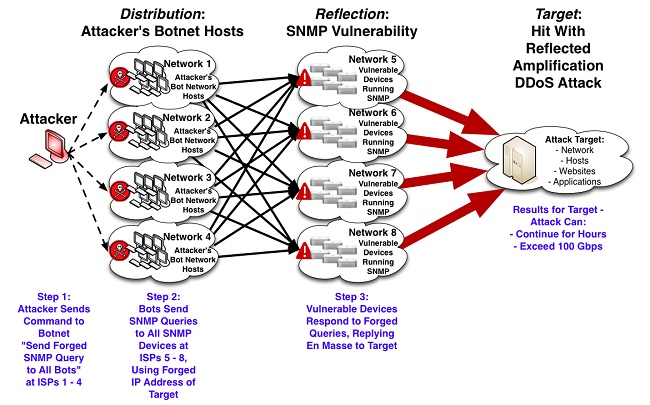 Distribution:
Attacker's Botnet Hosts
Reflection:
SNMP Vulnerability
Target:
Hit With
Reflected
Amplification
DDoS Attack
Attacker
Network 1
Attacker's
Bot Network
Hosts
Network 2
Attacker's
Bot Network
Hosts
Network 3
Attacker's
Bot Network
Hosts
Network 4
Attacker's
Bot Network
Hosts
Network 5
Vulnerable
Devices
Running
SNMP
Network 6
Vulnerable
Devices
Running
SNMP
Network 7
Vulnerable
Devices
Running
SNMP
Network 8
Vulnerable
Devices
Running
SNMP
Attack Target:
- Network
- Hosts
- Websites
- Applications
Results for Target -
Attack Can:
- Continue for Hours
- Exceed 100 Gbps
Step 1:
Attacker Sends
Command to
Botnet
"Send Forged
SNMP Query
to All Bots"
at ISPs 1 - 4
Step 2:
Bots Send
SNMP Queries
to All SNMP
Devices at
ISPs 5 - 8,
Using Forged
IP Address of
Target
Step 3:
Vulnerable Devices
Respond to Forged
Queries, Replying
En Masse to Target